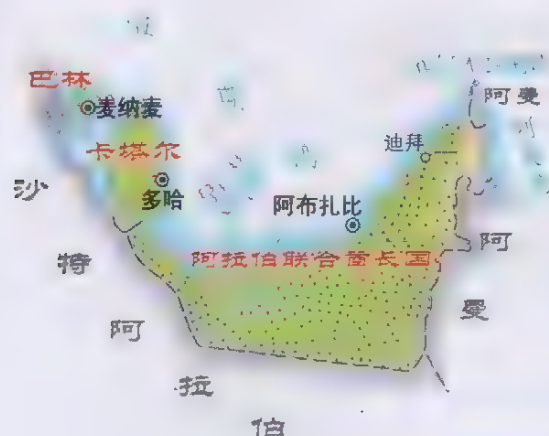 巴林
麦纳麦
卡塔尔
多哈
阿布扎比
迪拜
阿曼
阿拉伯联合酋长国
阿曼
沙特阿拉伯